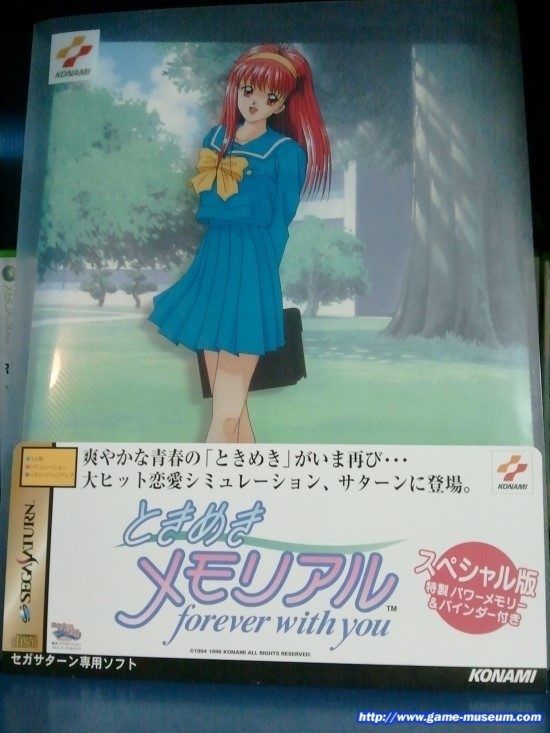 KONAMI
爽やかな青春の「ときめき」がいま再び・・・
大ヒット恋愛シミュレーション、サターンに登場。
KONAMI
SEGA SATURN
ときめき
メモリアル™
forever with you
スペシャル版
特製パワーメモリー
&バインダー付き
©1994 1996 KONAMI ALL RIGHTS RESERVED.
セガサターン専用ソフト
KONAMI
http://www.game-museum.com/